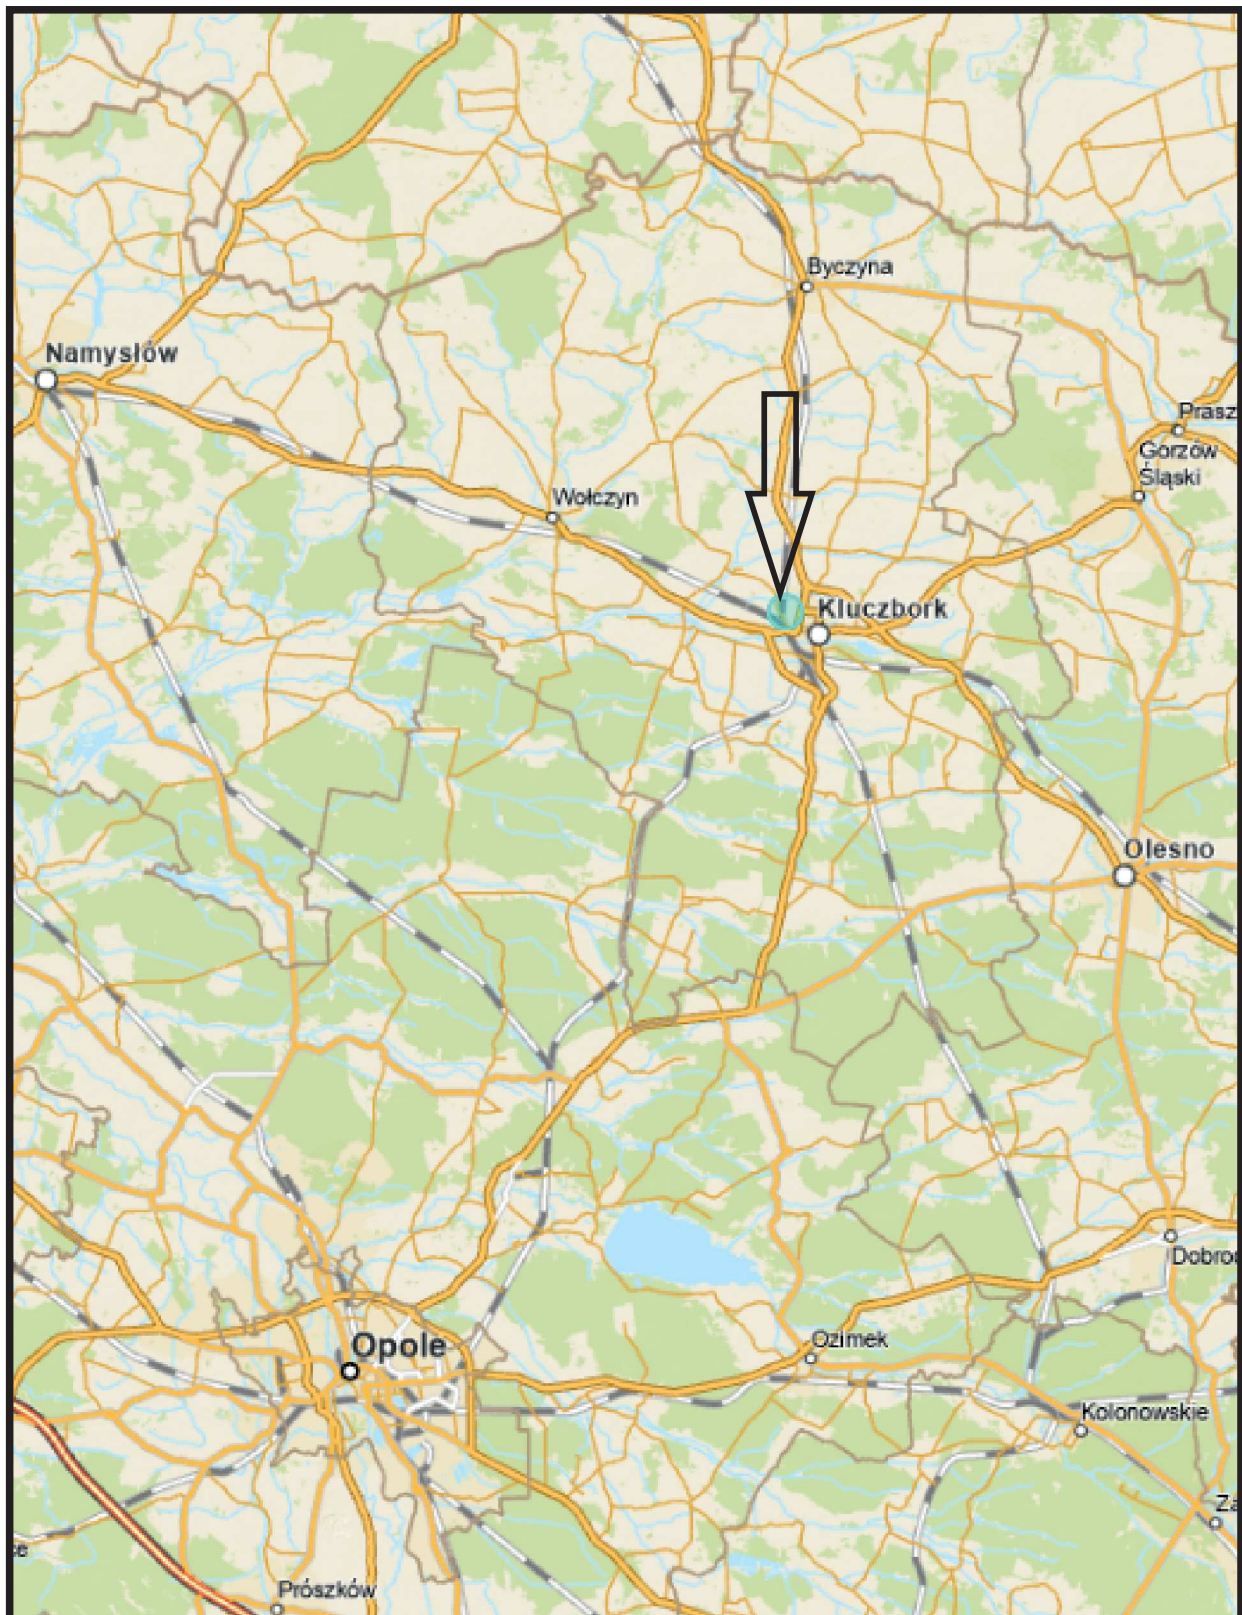 Byczyna
Namysłów
Prasz
Gorzów
Śląski
Wołczyn
Kluczbork
Olesno
Dobro
Ozimek
Opole
Kolonowskie
Za
ce
Prószków